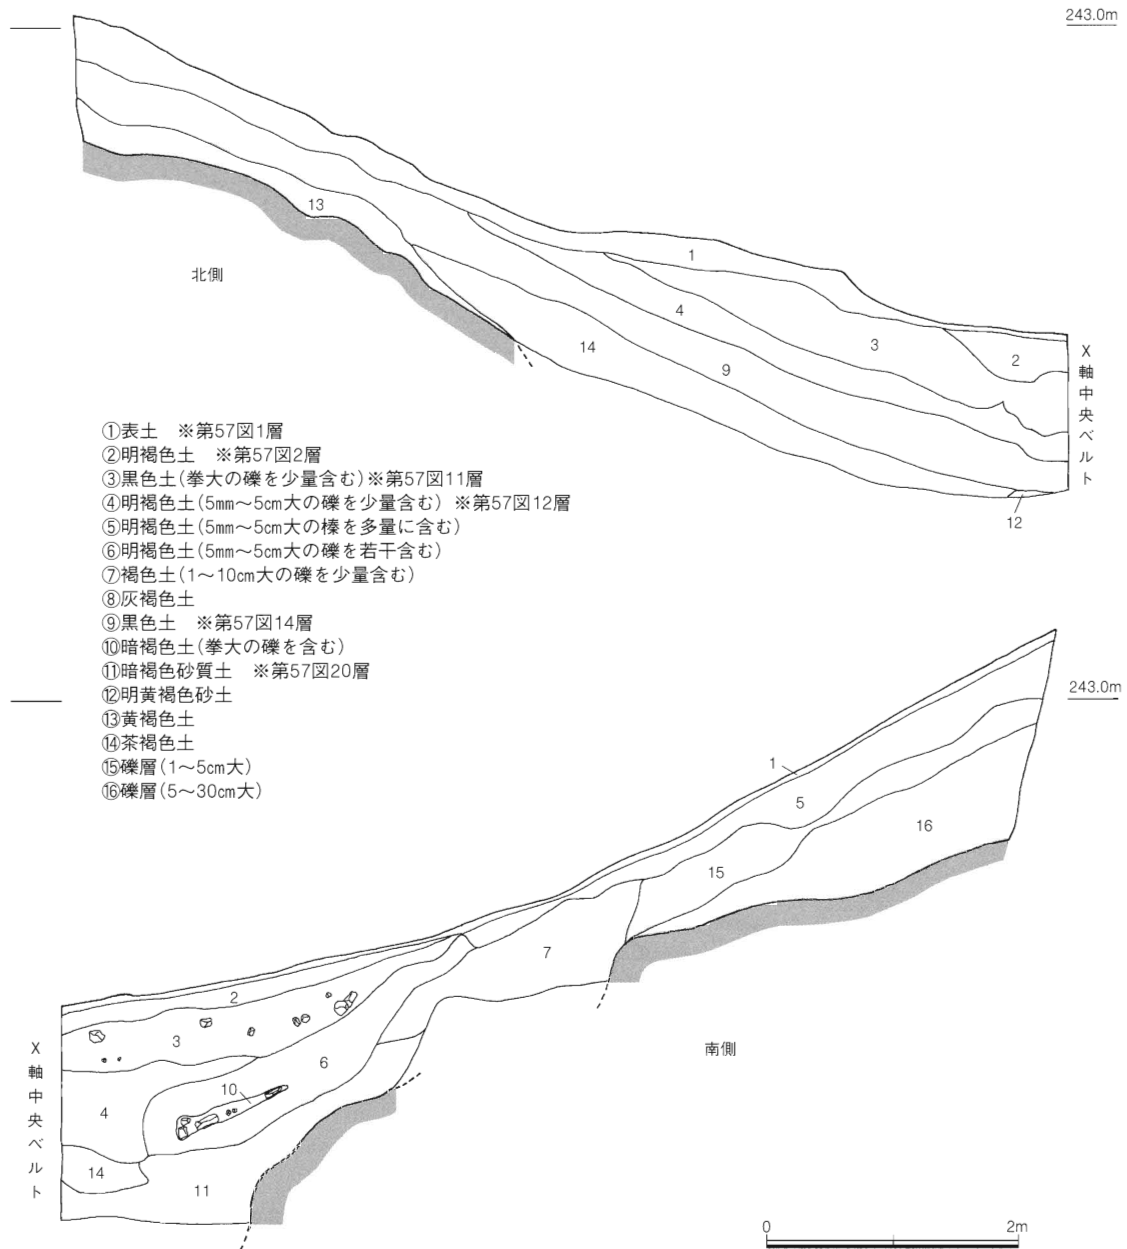 243.0m
1
13
北側
4
3
2
14
9
12
X軸中央ベルト
①表土　※第57図1層
②明褐色土　※第57図2層
③黒色土(拳大の礫を少量含む)※第57図11層
④明褐色土(5㎜～5㎝大の礫を少量含む)　※第57図12層
⑤明褐色土(5㎜～5㎝大の榛を多量に含む)
⑥明褐色土(5㎜～5㎝大の礫を若干含む)
⑦褐色土(1～10㎝大の礫を少量含む)
⑧灰褐色土
⑨黒色土　※第57図14層
⑩暗褐色土(拳大の礫を含む)
⑪暗褐色砂質土　※第57図20層
⑫明黄褐色砂土
⑬黄褐色土
⑭茶褐色土
⑮礫層(1～5㎝大)
⑯礫層(5～30㎝大)
243.0m
1
5
16
15
7
2
3
6
10
4
14
11
X軸中央ベルト
南側
0
2m